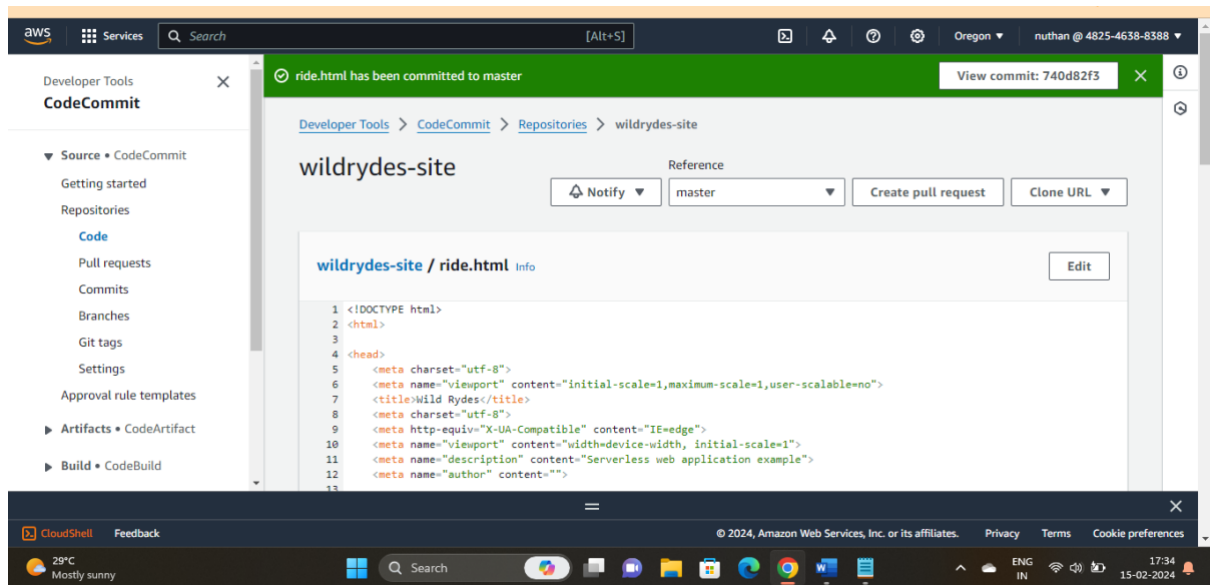 aws Services Search [Alt+S] Oregon ▼ nuthan @ 4825-4638-8388 ▼
Developer Tools
CodeCommit
Source • CodeCommit
Getting started
Repositories
Code
Pull requests
Commits
Branches
Git tags
Settings
Approval rule templates
Artifacts • CodeArtifact
Build • CodeBuild
ride.html has been committed to master View commit: 740d82f3
Developer Tools > CodeCommit > Repositories > wildrydes-site
wildrydes-site
Reference
Notify ▼ master ▼ Create pull request Clone URL ▼
wildrydes-site / ride.html Info Edit
1 <!DOCTYPE html>
2 <html>
3
4 <head>
5 <meta charset="utf-8">
6 <meta name="viewport" content="initial-scale=1,maximum-scale=1,user-scalable=no">
7 <title>Wild Rydes</title>
8 <meta charset="utf-8">
9 <meta http-equiv="X-UA-Compatible" content="IE=edge">
10 <meta name="viewport" content="width=device-width, initial-scale=1">
11 <meta name="description" content="Serverless web application example">
12 <meta name="author" content="">
13
CloudShell Feedback © 2024, Amazon Web Services, Inc. or its affiliates. Privacy Terms Cookie preferences
29°C
Mostly sunny
Search
ENG
IN
17:34
15-02-2024